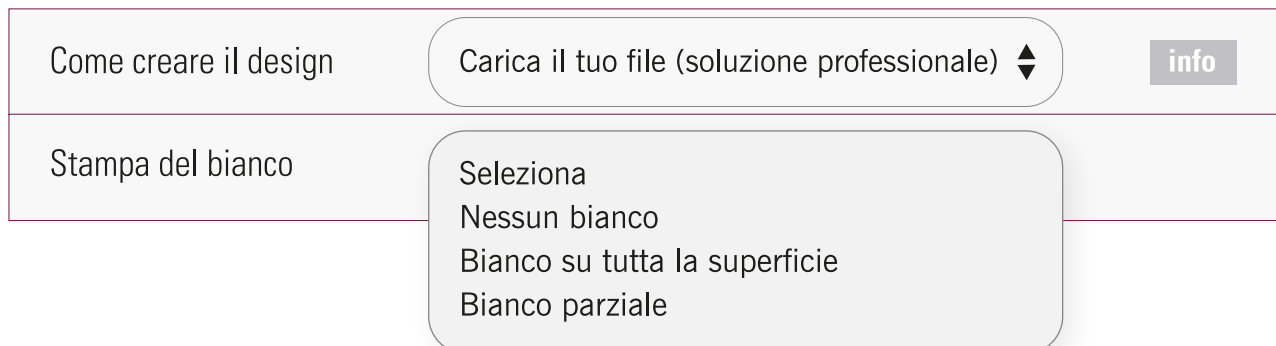 Come creare il design
Carica il tuo file (soluzione professionale)
info
Stampa del bianco
Seleziona
Nessun bianco
Bianco su tutta la superficie
Bianco parziale